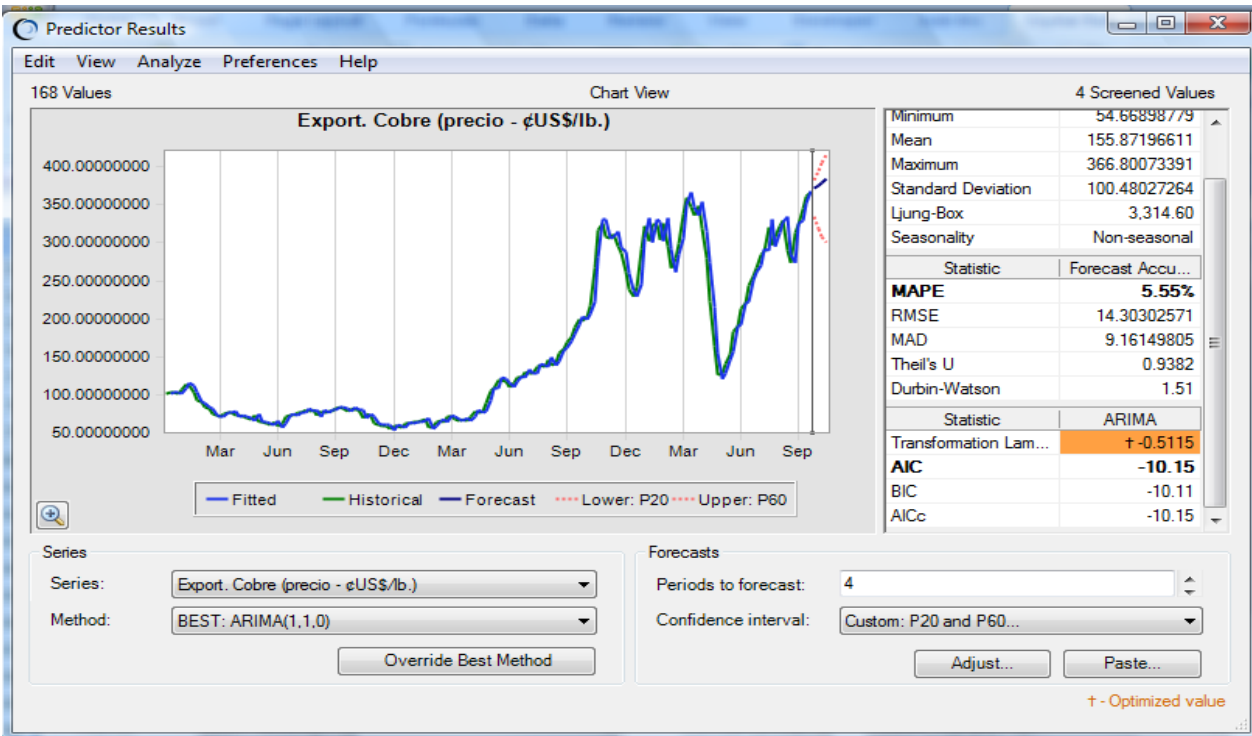 Predictor Results
Edit View Analyze Preferences Help
168 Values Chart View 4 Screened Values
Export. Cobre (precio - ¢US$/lb.)
400.00000000
350.00000000
300.00000000
250.00000000
200.00000000
150.00000000
100.00000000
50.00000000
Mar Jun Sep Dec Mar Jun Sep Dec Mar Jun Sep
Fitted Historical Forecast Lower: P20 Upper: P60
Minimum 54.66898779
Mean 155.87196611
Maximum 366.80073391
Standard Deviation 100.48027264
Ljung-Box 3,314.60
Seasonality Non-seasonal
Statistic Forecast Accu...
MAPE 5.55%
RMSE 14.30302571
MAD 9.16149805
Theil's U 0.9382
Durbin-Watson 1.51
Statistic ARIMA
Transformation Lam... † -0.5115
AIC -10.15
BIC -10.11
AICc -10.15
Series
Series: Export. Cobre (precio - ¢US$/lb.)
Method: BEST: ARIMA(1,1,0)
Override Best Method
Forecasts
Periods to forecast: 4
Confidence interval: Custom: P20 and P60...
Adjust... Paste...
† - Optimized value